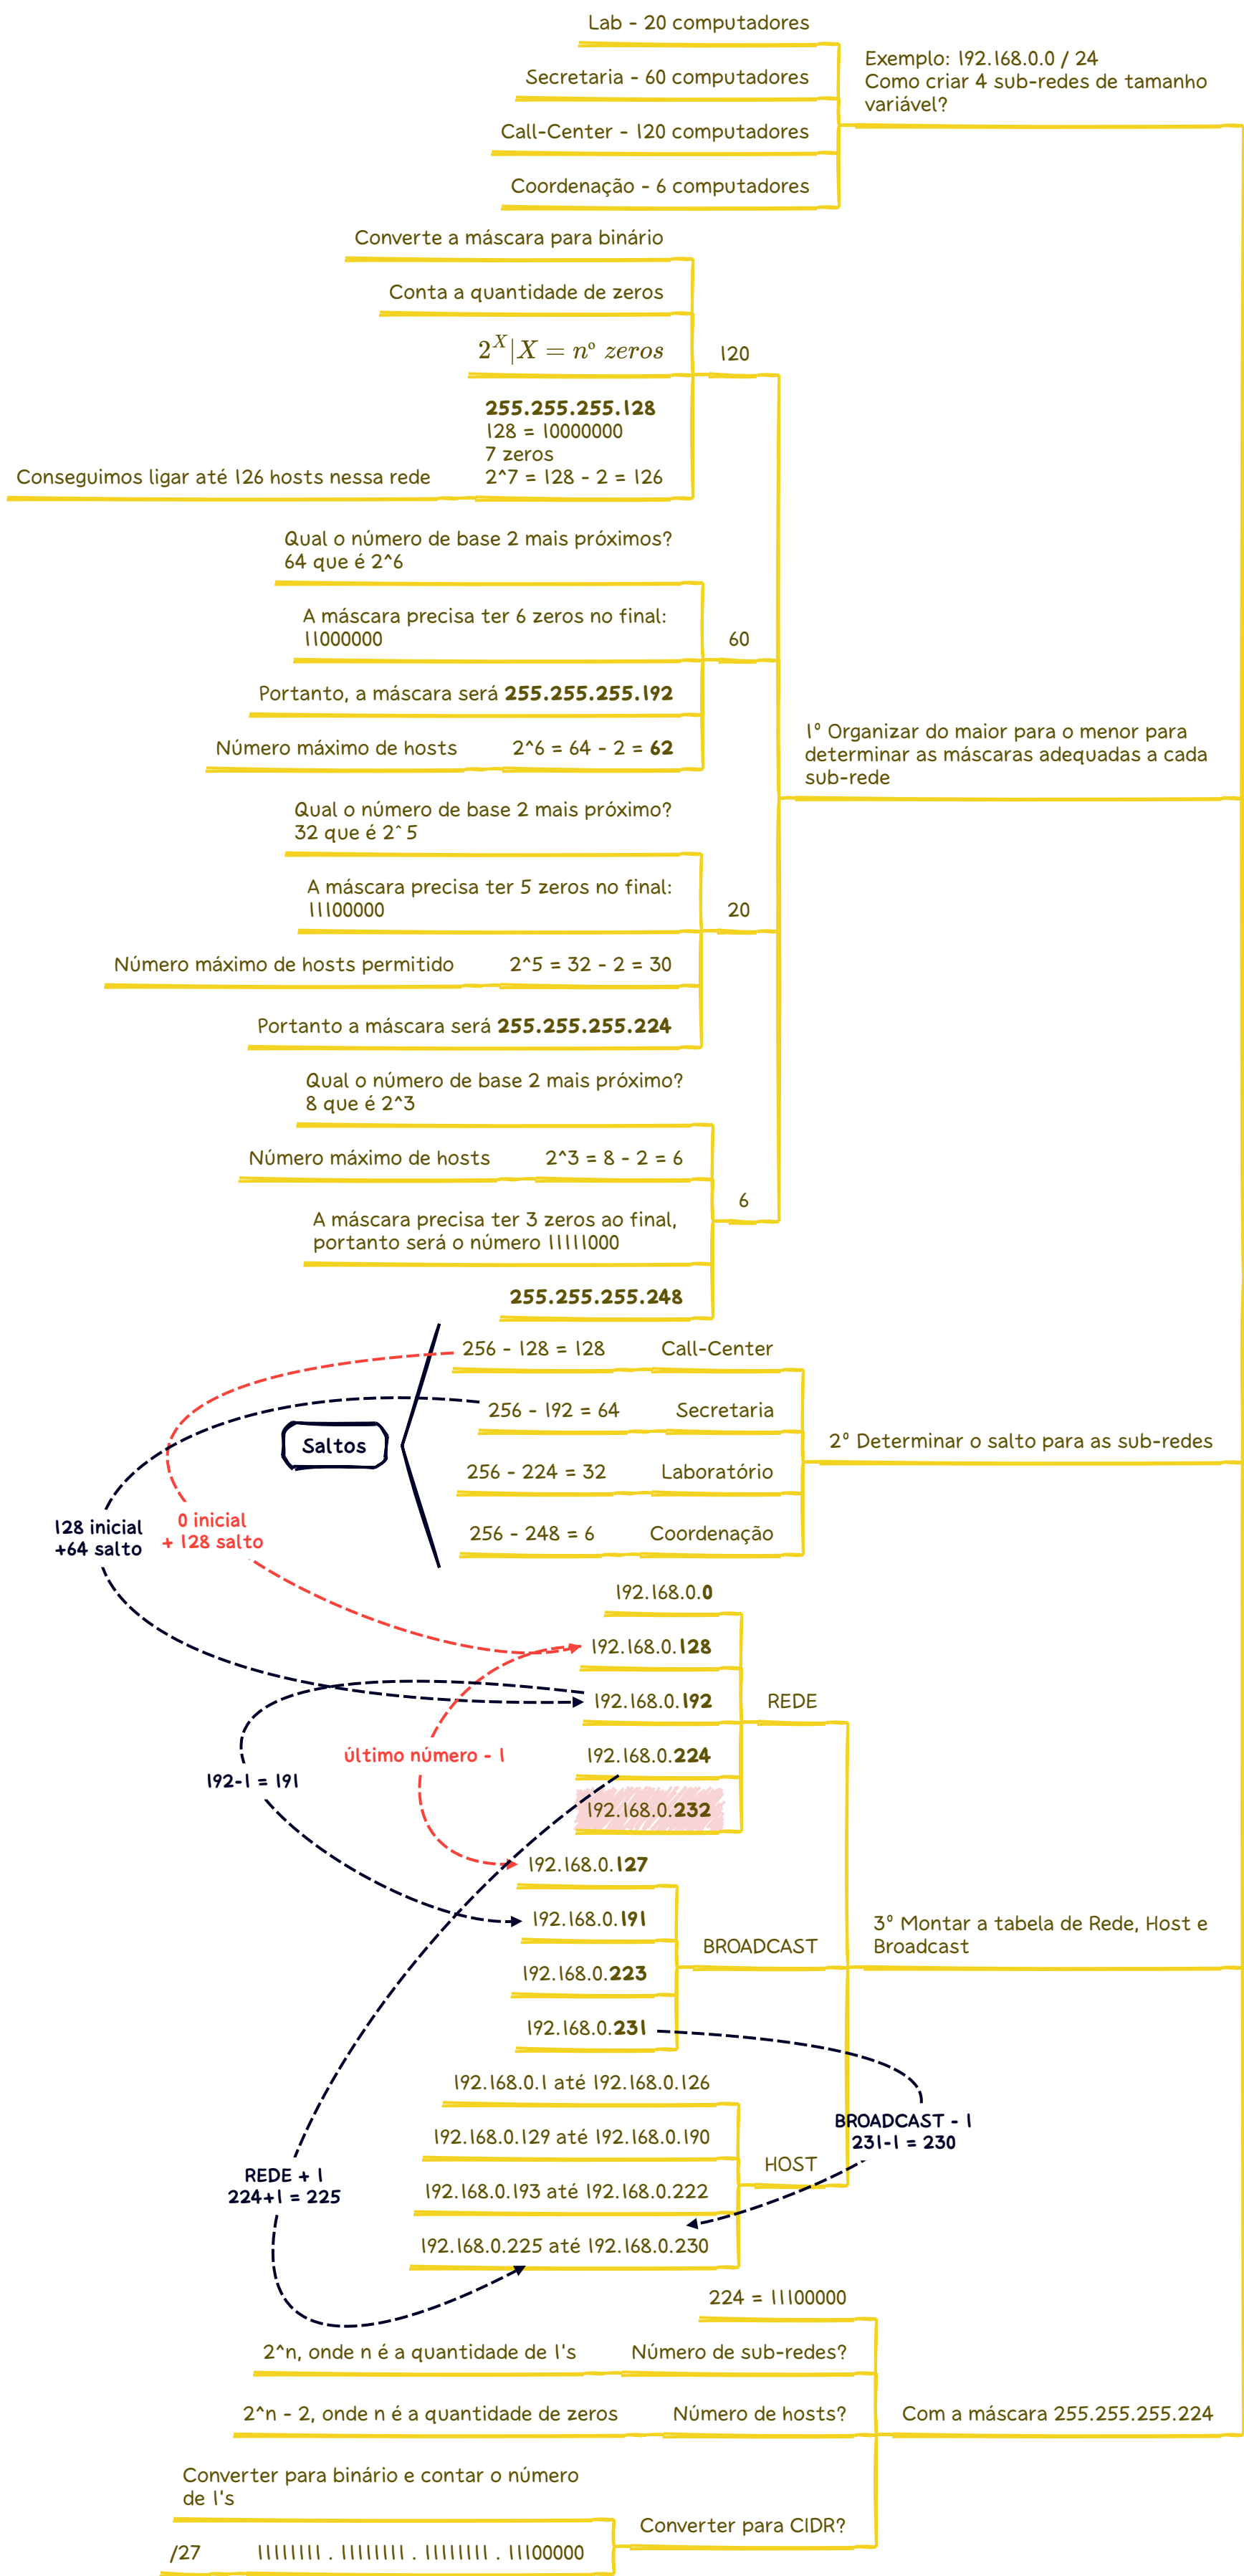 Lab - 20 computadores
Secretaria - 60 computadores
Call-Center - 120 computadores
Coordenação - 6 computadores
Exemplo: 192.168.0.0 / 24
Como criar 4 sub-redes de tamanho
variável?
Converte a máscara para binário
Conta a quantidade de zeros
2^X|X = nº zeros
255.255.255.128
128 = 10000000
7 zeros
2^7 = 128 - 2 = 126
Conseguimos ligar até 126 hosts nessa rede
120
Qual o número de base 2 mais próximos?
64 que é 2^6
A máscara precisa ter 6 zeros no final:
11000000
Portanto, a máscara será 255.255.255.192
Número máximo de hosts
2^6 = 64 - 2 = 62
60
Qual o número de base 2 mais próximo?
32 que é 2^5
A máscara precisa ter 5 zeros no final:
11100000
Número máximo de hosts permitido
2^5 = 32 - 2 = 30
Portanto a máscara será 255.255.255.224
20
Qual o número de base 2 mais próximo?
8 que é 2^3
Número máximo de hosts
2^3 = 8 - 2 = 6
A máscara precisa ter 3 zeros ao final,
portanto será o número 11111000
255.255.255.248
6
1º Organizar do maior para o menor para
determinar as máscaras adequadas a cada
sub-rede
256 - 128 = 128
Call-Center
256 - 192 = 64
Secretaria
256 - 224 = 32
Laboratório
256 - 248 = 6
Coordenação
Saltos
2º Determinar o salto para as sub-redes
128 inicial
+64 salto
0 inicial
+ 128 salto
192.168.0.0
192.168.0.128
192.168.0.192
192.168.0.224
192.168.0.232
REDE
último número - 1
192-1 = 191
192.168.0.127
192.168.0.191
192.168.0.223
192.168.0.231
BROADCAST
3º Montar a tabela de Rede, Host e
Broadcast
192.168.0.1 até 192.168.0.126
192.168.0.129 até 192.168.0.190
192.168.0.193 até 192.168.0.222
192.168.0.225 até 192.168.0.230
HOST
BROADCAST - 1
231-1 = 230
REDE + 1
224+1 = 225
224 = 11100000
2^n, onde n é a quantidade de 1's
Número de sub-redes?
2^n - 2, onde n é a quantidade de zeros
Número de hosts?
Com a máscara 255.255.255.224
Converter para binário e contar o número
de 1's
Converter para CIDR?
/27
11111111 . 11111111 . 11111111 . 11100000